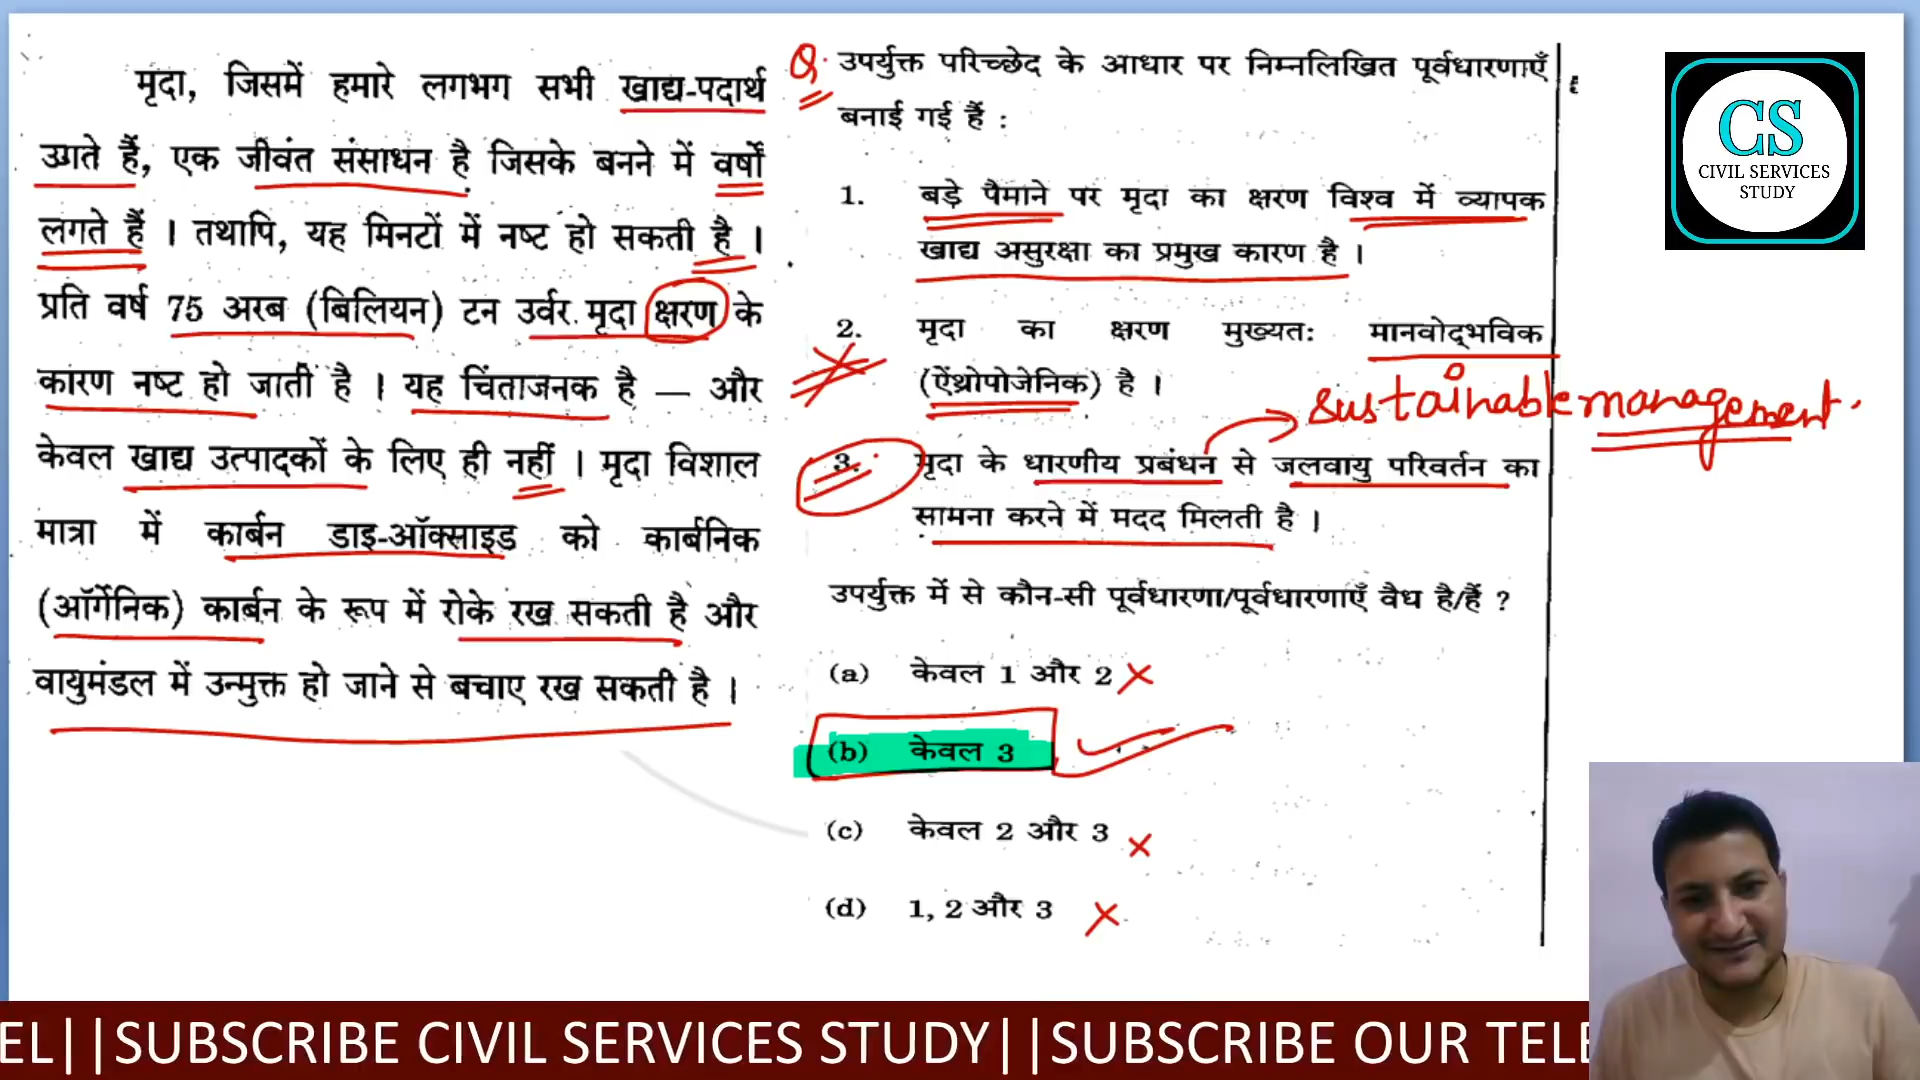 मृदा, जिसमें हमारे लगभग सभी खाद्य-पदार्थ
उगते हैं, एक जीवंत संसाधन है जिसके बनने में वर्षों
लगते हैं । तथापि, यह मिनटों में नष्ट हो सकती है ।
प्रति वर्ष 75 अरब (बिलियन) टन उर्वर मृदा क्षरण के
कारण नष्ट हो जाती है । यह चिंताजनक है — और
केवल खाद्य उत्पादकों के लिए ही नहीं । मृदा विशाल
मात्रा में कार्बन डाइ-ऑक्साइड को कार्बनिक
(ऑर्गेनिक) कार्बन के रूप में रोके रख सकती है और
वायुमंडल में उन्मुक्त हो जाने से बचाए रख सकती है ।
Q. उपर्युक्त परिच्छेद के आधार पर निम्नलिखित पूर्वधारणाएँ
बनाई गई हैं :
1. बड़े पैमाने पर मृदा का क्षरण विश्व में व्यापक
खाद्य असुरक्षा का प्रमुख कारण है ।
2. मृदा का क्षरण मुख्यतः मानवोद्भविक
(ऐंथ्रोपोजेनिक) है ।
sustainable management.
3. मृदा के धारणीय प्रबंधन से जलवायु परिवर्तन का
सामना करने में मदद मिलती है ।
उपर्युक्त में से कौन-सी पूर्वधारणा/पूर्वधारणाएँ वैध है/हैं ?
(a) केवल 1 और 2
(b) केवल 3
(c) केवल 2 और 3
(d) 1, 2 और 3
CS
CIVIL SERVICES
STUDY
EL||SUBSCRIBE CIVIL SERVICES STUDY||SUBSCRIBE OUR TELE